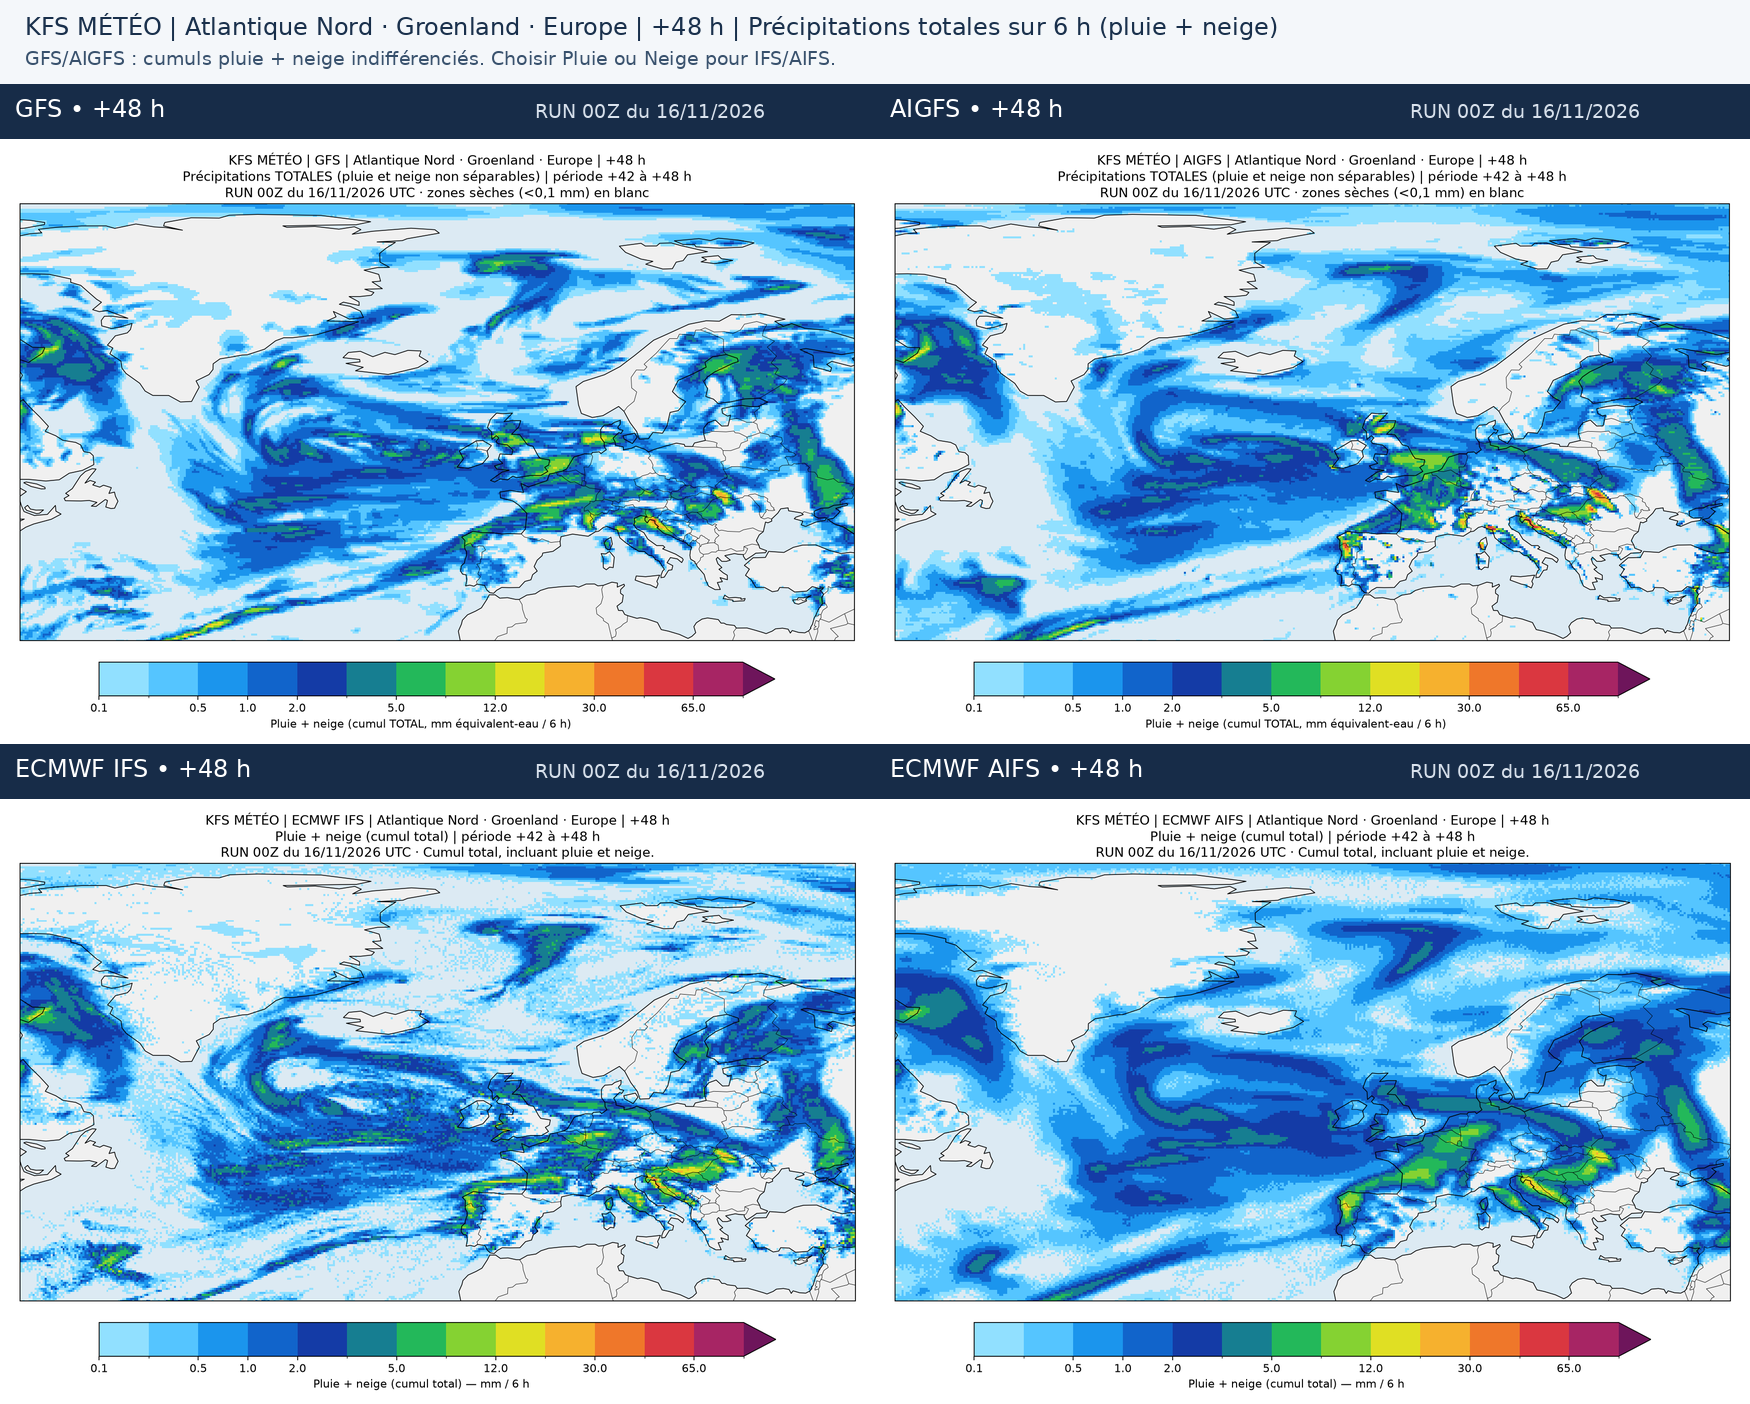 KFS MÉTÉO | Atlantique Nord · Groenland · Europe | +48 h | Précipitations totales sur 6 h (pluie + neige)
GFS/AIGFS : cumuls pluie + neige indifférenciés. Choisir Pluie ou Neige pour IFS/AIFS.
GFS • +48 h
RUN 00Z du 16/11/2026
AIGFS • +48 h
RUN 00Z du 16/11/2026
KFS MÉTÉO | GFS | Atlantique Nord · Groenland · Europe | +48 h
Précipitations TOTALES (pluie et neige non séparables) | période +42 à +48 h
RUN 00Z du 16/11/2026 UTC · zones sèches (<0,1 mm) en blanc
KFS MÉTÉO | AIGFS | Atlantique Nord · Groenland · Europe | +48 h
Précipitations TOTALES (pluie et neige non séparables) | période +42 à +48 h
RUN 00Z du 16/11/2026 UTC · zones sèches (<0,1 mm) en blanc
0.1 0.5 1.0 2.0 5.0 12.0 30.0 65.0
Pluie + neige (cumul TOTAL, mm équivalent-eau / 6 h)
0.1 0.5 1.0 2.0 5.0 12.0 30.0 65.0
Pluie + neige (cumul TOTAL, mm équivalent-eau / 6 h)
ECMWF IFS • +48 h
RUN 00Z du 16/11/2026
ECMWF AIFS • +48 h
RUN 00Z du 16/11/2026
KFS MÉTÉO | ECMWF IFS | Atlantique Nord · Groenland · Europe | +48 h
Pluie + neige (cumul total) | période +42 à +48 h
RUN 00Z du 16/11/2026 UTC · Cumul total, incluant pluie et neige.
KFS MÉTÉO | ECMWF AIFS | Atlantique Nord · Groenland · Europe | +48 h
Pluie + neige (cumul total) | période +42 à +48 h
RUN 00Z du 16/11/2026 UTC · Cumul total, incluant pluie et neige.
0.1 0.5 1.0 2.0 5.0 12.0 30.0 65.0
Pluie + neige (cumul total) — mm / 6 h
0.1 0.5 1.0 2.0 5.0 12.0 30.0 65.0
Pluie + neige (cumul total) — mm / 6 h